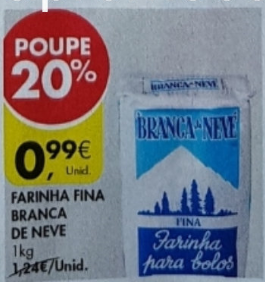 POUPE
20%
0,99€
Unid.
FARINHA FINA
BRANCA
DE NEVE
1kg
1,24€/Unid.
BRANCA DE NEVE
BRANCA DE NEVE
FINA
Farinha
para bolos